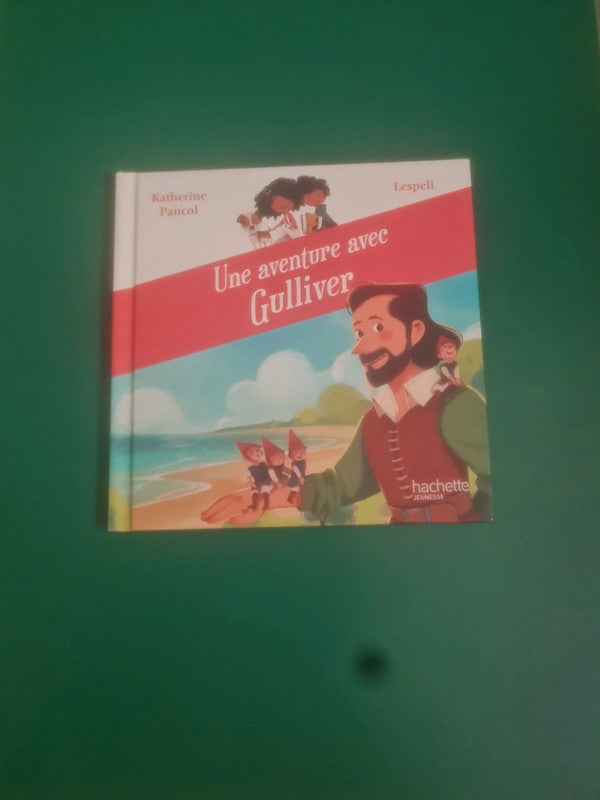 Katherine
Pancol
Lespeli
Une aventure avec
Gulliver
hachette
JEUNESSE